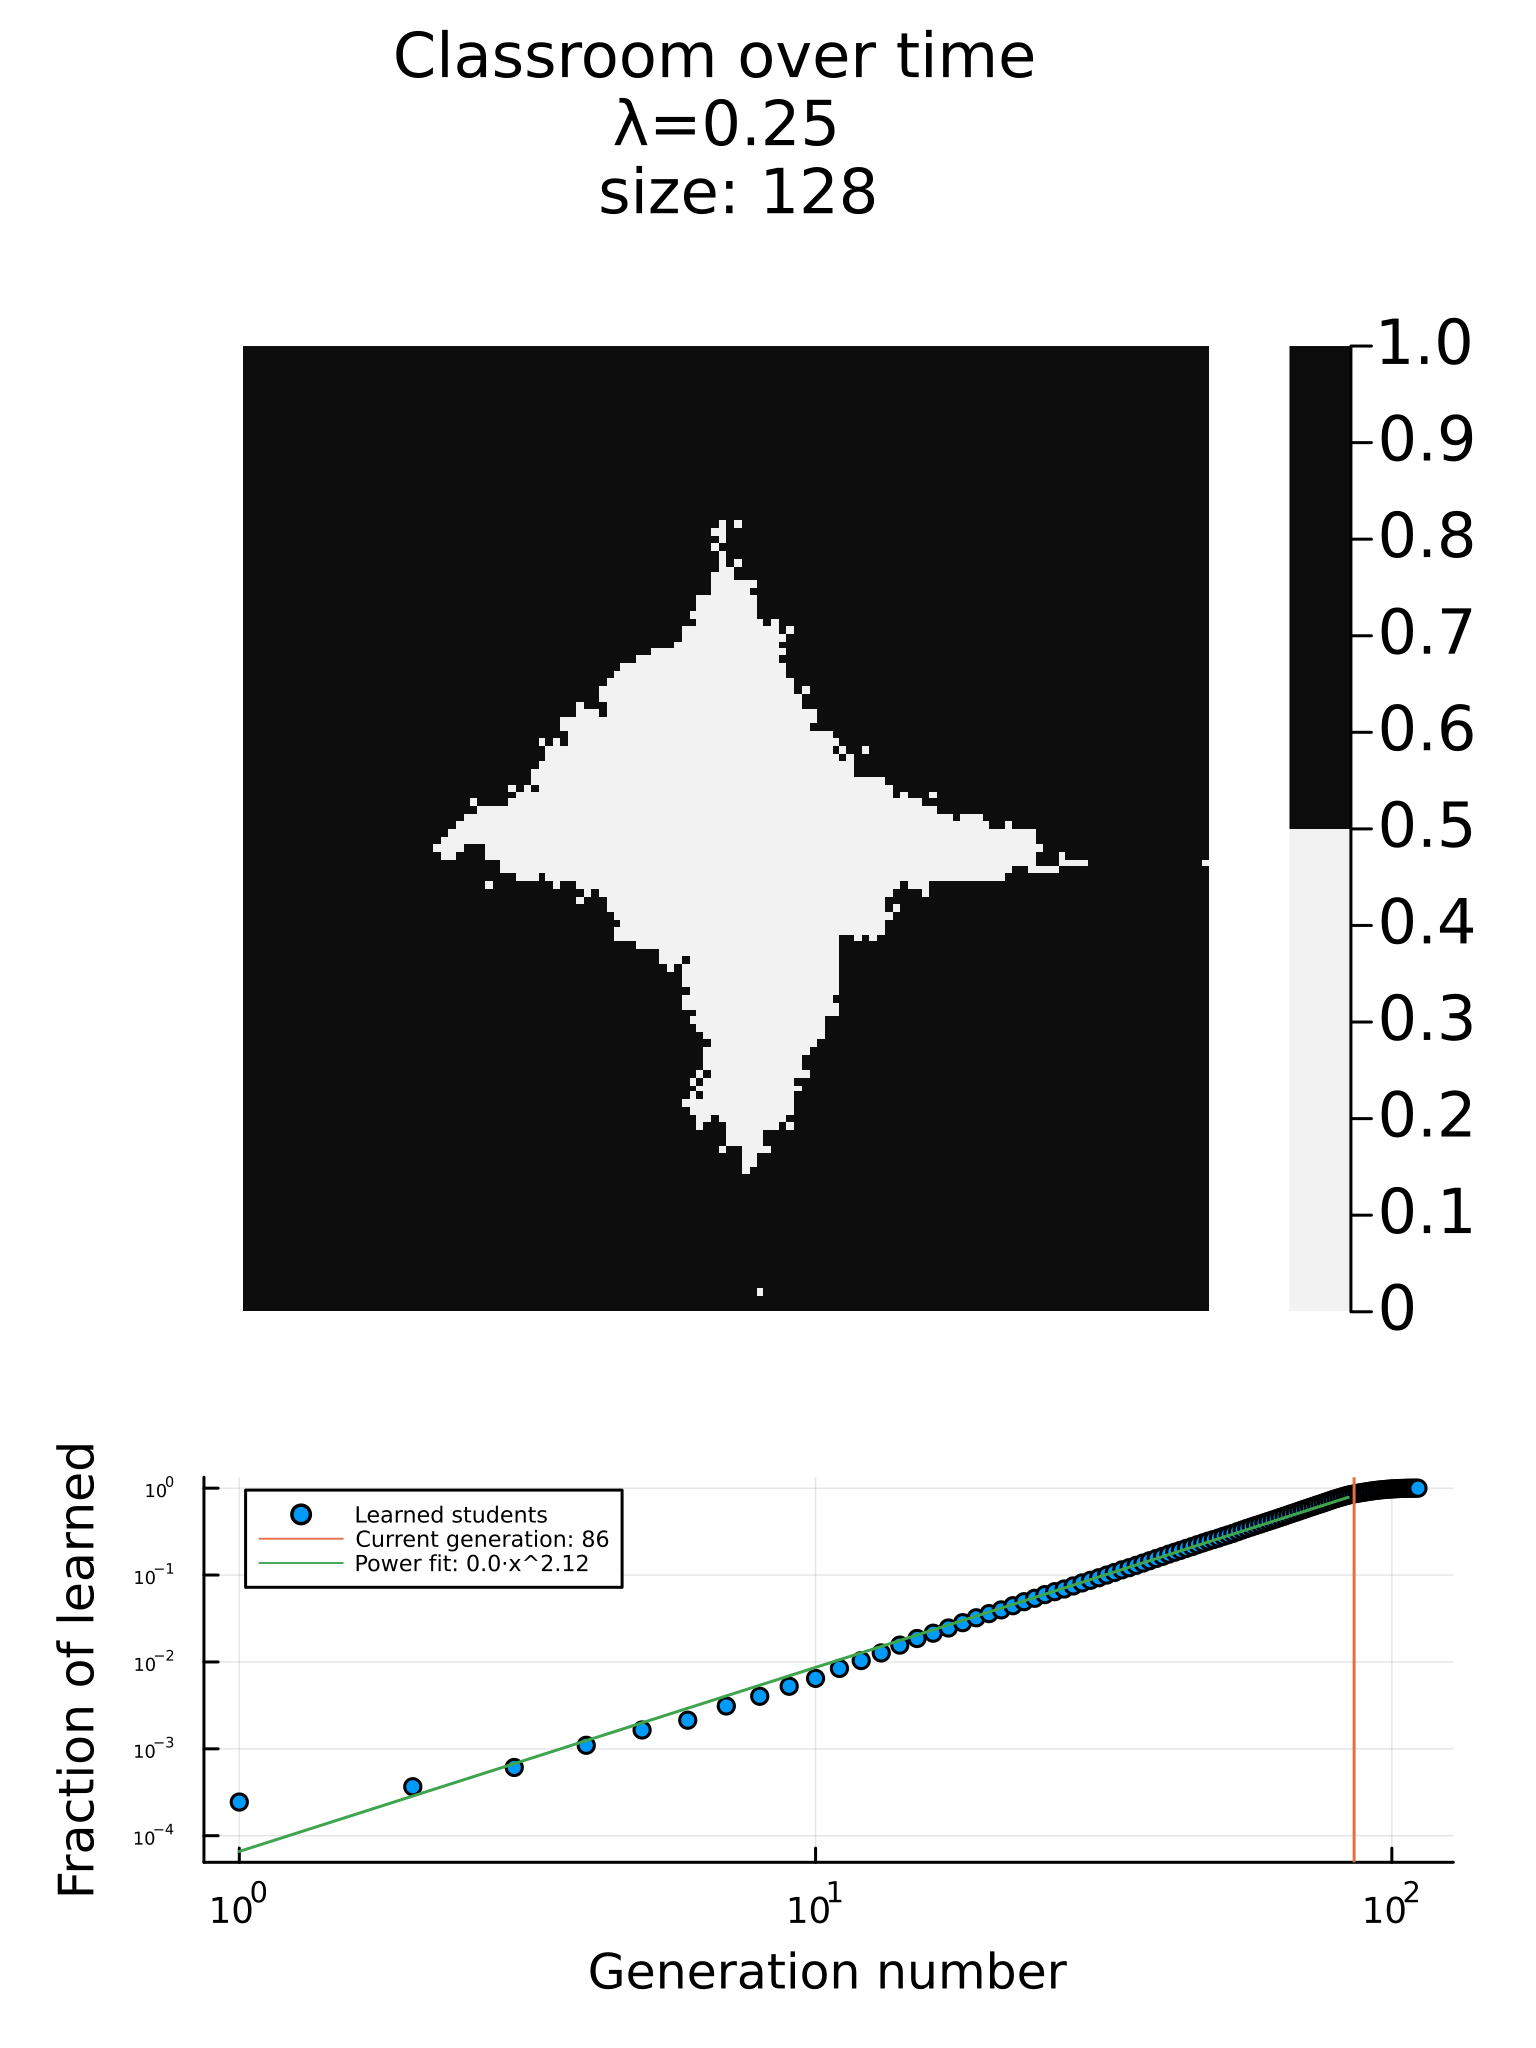 Classroom over time
λ=0.25
size: 128
1.0
0.9
0.8
0.7
0.6
0.5
0.4
0.3
0.2
0.1
0
Fraction of learned
10^0
10^-1
10^-2
10^-3
10^-4
Learned students
Current generation: 86
Power fit: 0.0·x^2.12
10^0 10^1 10^2
Generation number